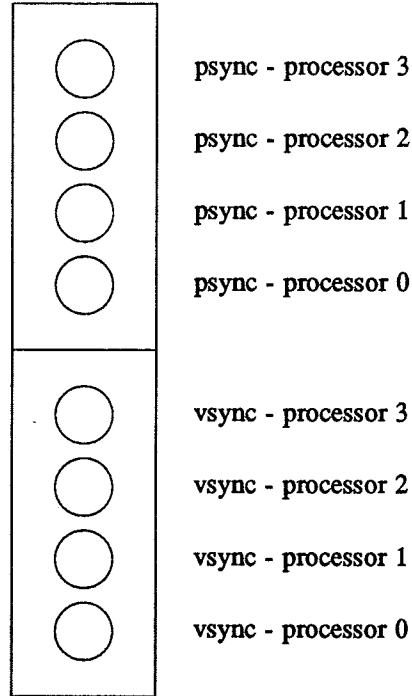 psync - processor 3
psync - processor 2
psync - processor 1
psync - processor 0
vsync - processor 3
vsync - processor 2
vsync - processor 1
vsync - processor 0